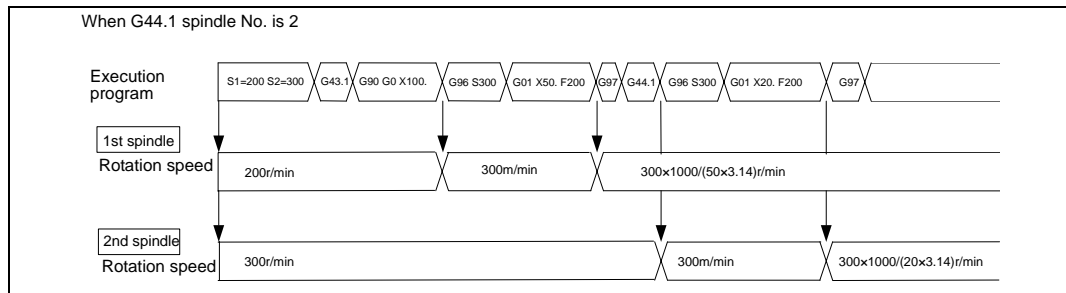 When G44.1 spindle No. is 2
Execution program
S1=200 S2=300
G43.1
G90 G0 X100.
G96 S300
G01 X50. F200
G97
G44.1
G96 S300
G01 X20. F200
G97
1st spindle
Rotation speed
200r/min
300m/min
300×1000/(50×3.14)r/min
2nd spindle
Rotation speed
300r/min
300m/min
300×1000/(20×3.14)r/min